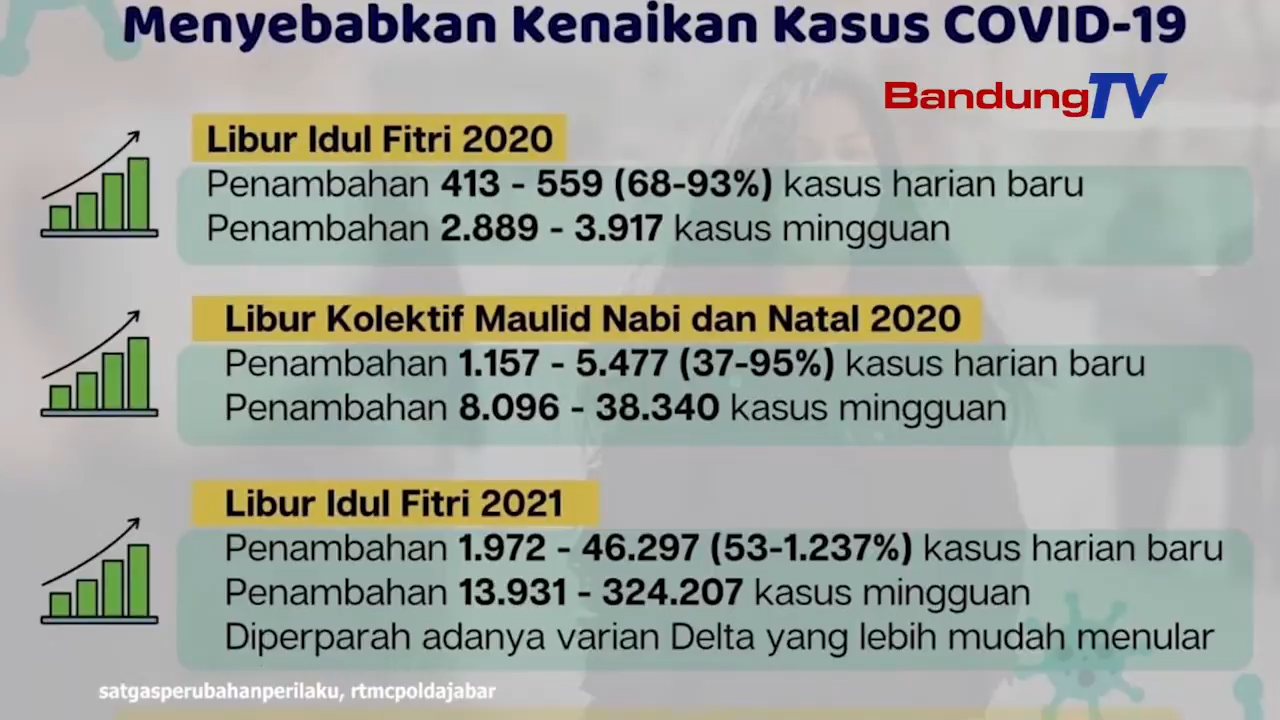 Menyebabkan Kenaikan Kasus COVID-19
BandungTV
Libur Idul Fitri 2020
Penambahan 413 - 559 (68-93%) kasus harian baru
Penambahan 2.889 - 3.917 kasus mingguan
Libur Kolektif Maulid Nabi dan Natal 2020
Penambahan 1.157 - 5.477 (37-95%) kasus harian baru
Penambahan 8.096 - 38.340 kasus mingguan
Libur Idul Fitri 2021
Penambahan 1.972 - 46.297 (53-1.237%) kasus harian baru
Penambahan 13.931 - 324.207 kasus mingguan
Diperparah adanya varian Delta yang lebih mudah menular
satgasperubahanperilaku, rtmcpoldajabar